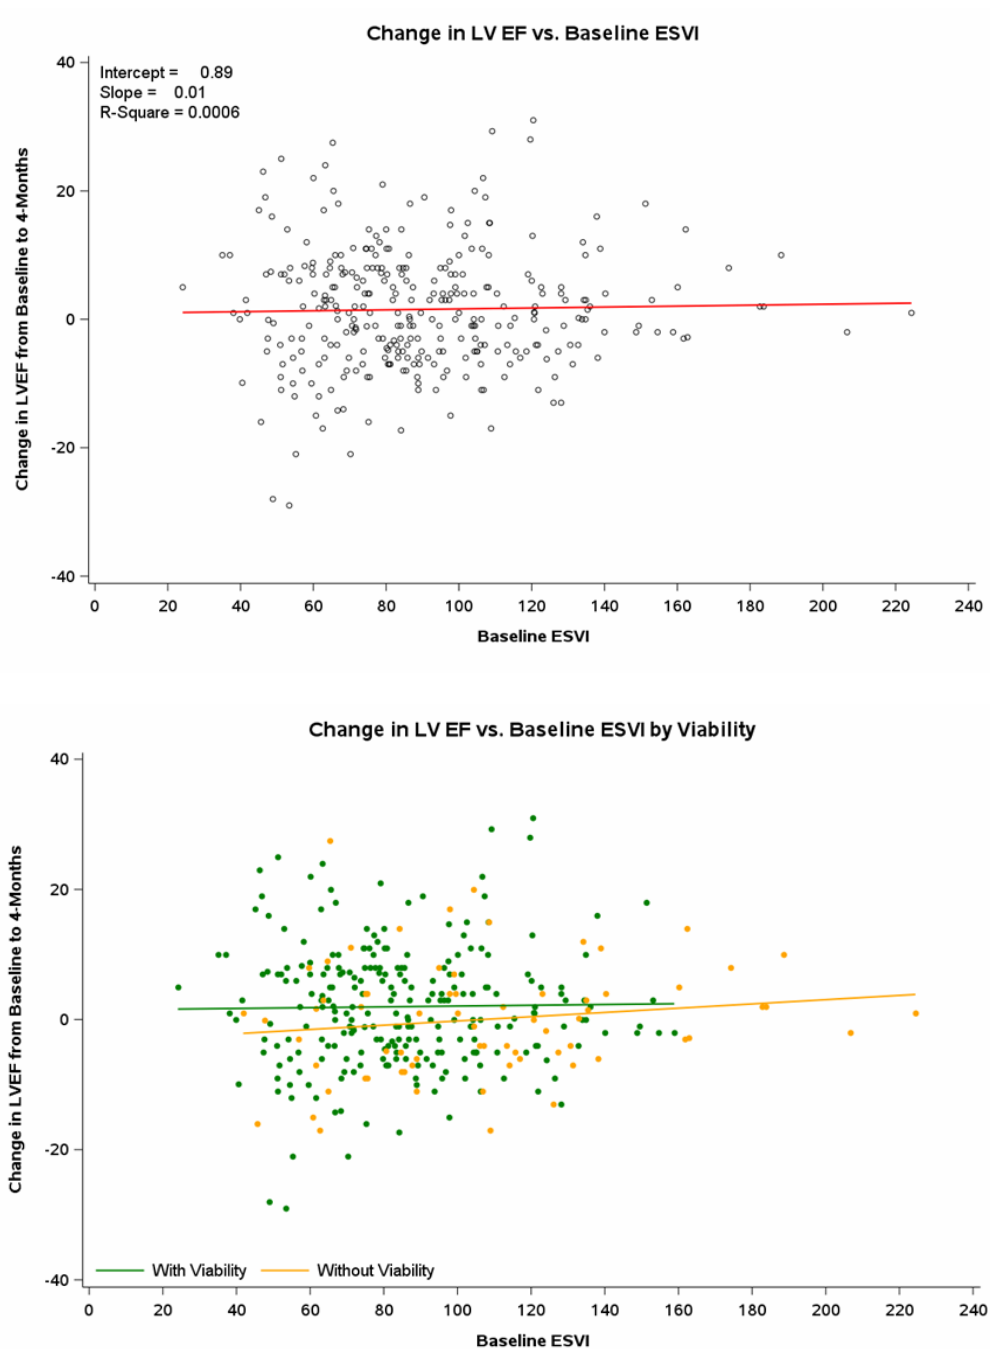 Change in LV EF vs. Baseline ESVI
Intercept = 0.89
Slope = 0.01
R-Square = 0.0006
Change in LVEF from Baseline to 4-Months
40
20
0
-20
-40
0 20 40 60 80 100 120 140 160 180 200 220 240
Baseline ESVI
Change in LV EF vs. Baseline ESVI by Viability
Change in LVEF from Baseline to 4-Months
40
20
0
-20
-40
With Viability Without Viability
0 20 40 60 80 100 120 140 160 180 200 220 240
Baseline ESVI